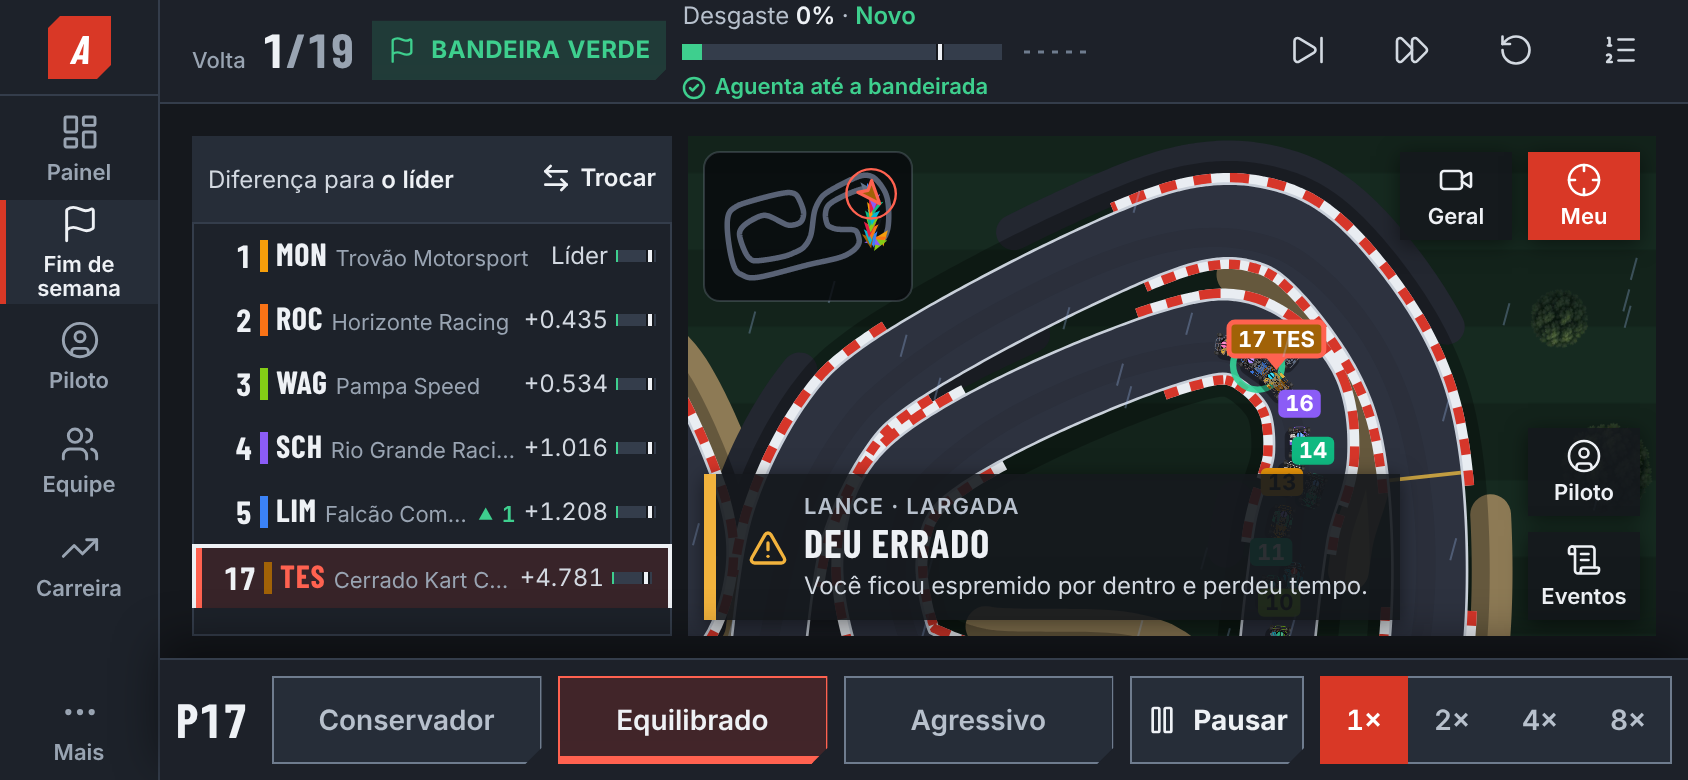 A
Painel
Fim de
semana
Piloto
Equipe
Carreira
Mais
Volta 1/19
BANDEIRA VERDE
Desgaste 0% · Novo
Aguenta até a bandeirada
Diferença para o líder
Trocar
1 MON Trovão Motorsport Líder
2 ROC Horizonte Racing +0.435
3 WAG Pampa Speed +0.534
4 SCH Rio Grande Raci... +1.016
5 LIM Falcão Com... ▲ 1 +1.208
17 TES Cerrado Kart C... +4.781
Geral
Meu
17 TES
16
14
13
11
10
LANCE · LARGADA
DEU ERRADO
Você ficou espremido por dentro e perdeu tempo.
Piloto
Eventos
P17
Conservador
Equilibrado
Agressivo
Pausar
1×
2×
4×
8×